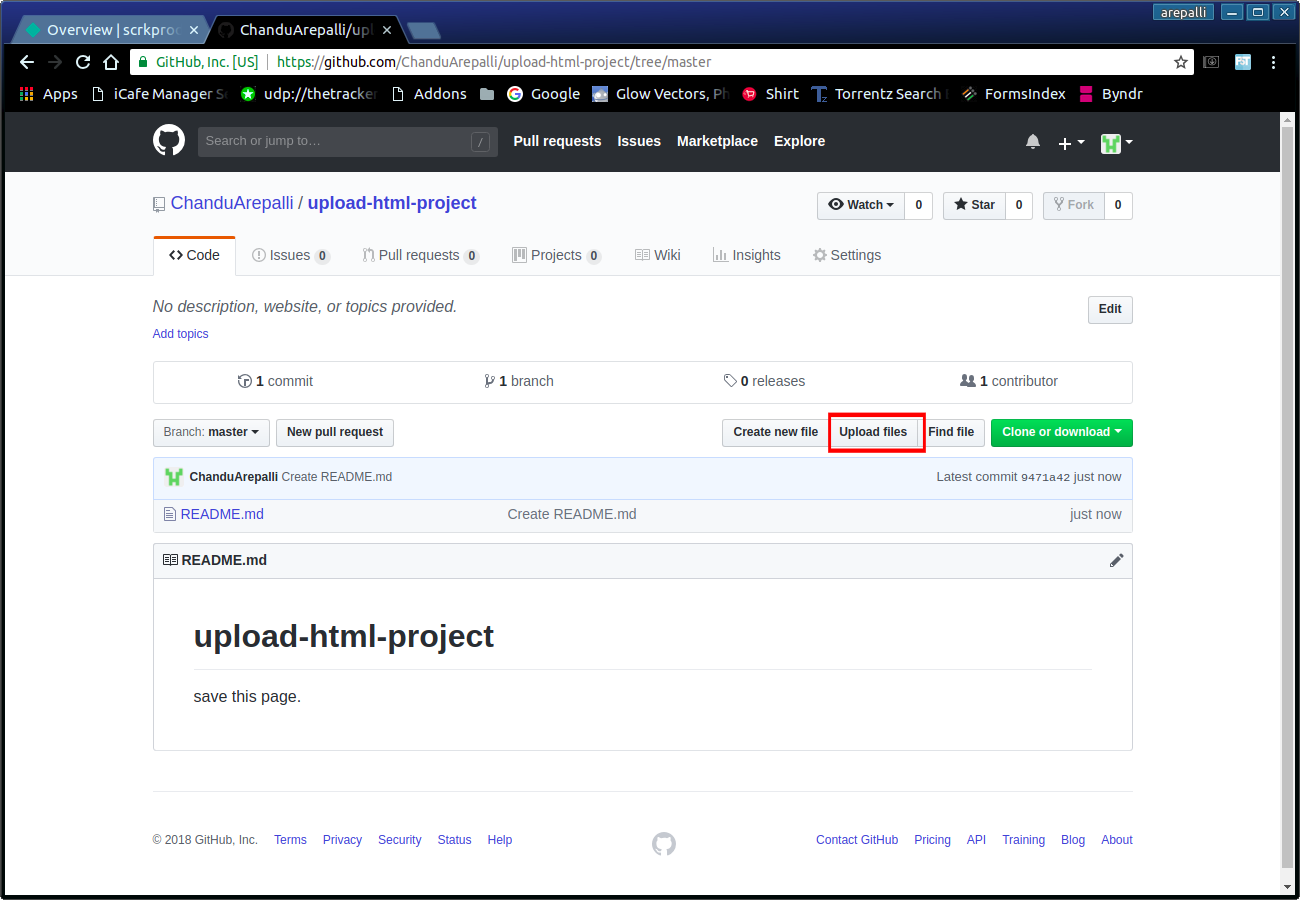 arepalli
Overview | scrkpro
ChanduArepalli/upl
GitHub, Inc. [US] https://github.com/ChanduArepalli/upload-html-project/tree/master
Apps iCafe Manager S udp://thetracker Addons Google Glow Vectors, Ph Shirt Torrentz Search FormsIndex Byndr
Search or jump to… / Pull requests Issues Marketplace Explore
ChanduArepalli / upload-html-project Watch 0 Star 0 Fork 0
Code Issues 0 Pull requests 0 Projects 0 Wiki Insights Settings
No description, website, or topics provided. Edit
Add topics
1 commit 1 branch 0 releases 1 contributor
Branch: master New pull request Create new file Upload files Find file Clone or download
ChanduArepalli Create README.md Latest commit 9471a42 just now
README.md Create README.md just now
README.md
upload-html-project
save this page.
© 2018 GitHub, Inc. Terms Privacy Security Status Help Contact GitHub Pricing API Training Blog About